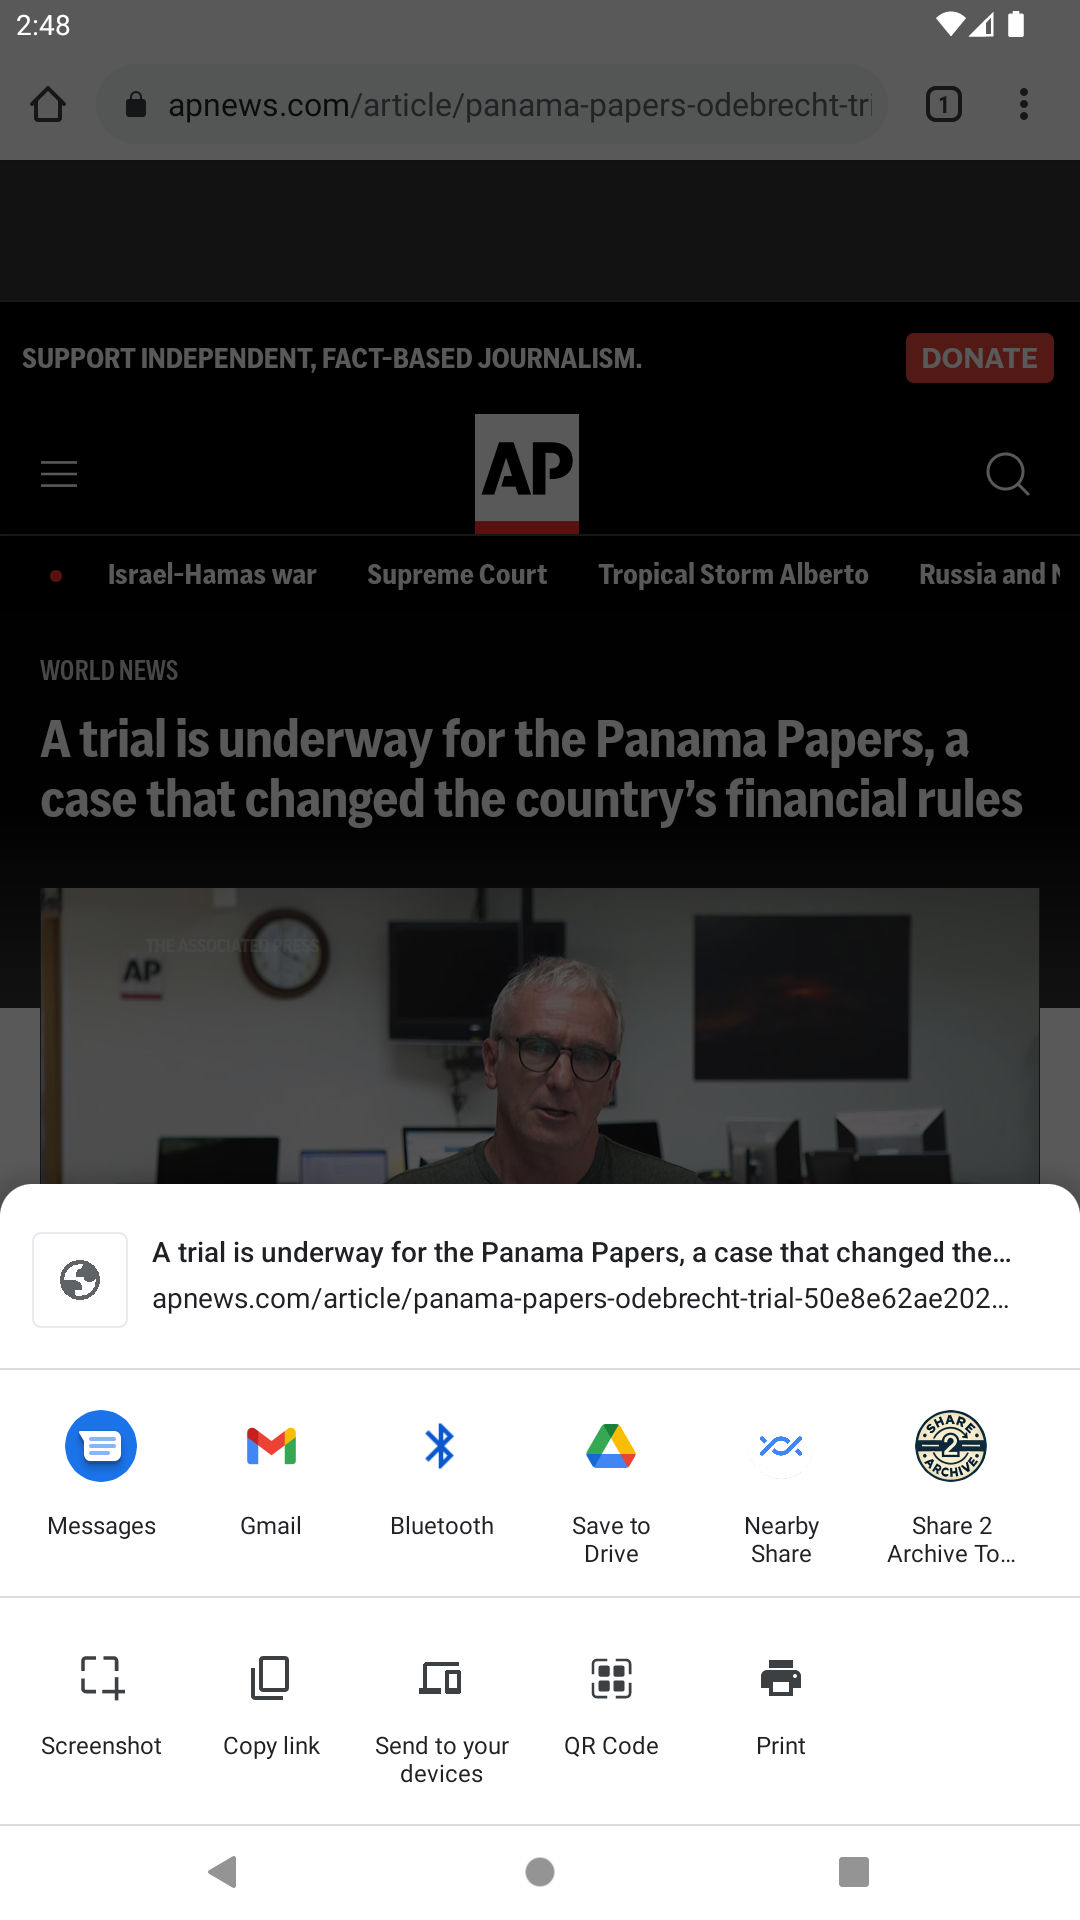 2:48
apnews.com/article/panama-papers-odebrecht-tri
1
SUPPORT INDEPENDENT, FACT-BASED JOURNALISM.
DONATE
AP
Israel-Hamas war Supreme Court Tropical Storm Alberto Russia and N
WORLD NEWS
A trial is underway for the Panama Papers, a
case that changed the country’s financial rules
THE ASSOCIATED PRESS
AP
A trial is underway for the Panama Papers, a case that changed the...
apnews.com/article/panama-papers-odebrecht-trial-50e8e62ae202...
SHARE
2
ARCHIVE
Messages
Gmail
Bluetooth
Save to
Drive
Nearby
Share
Share 2
Archive To...
Screenshot
Copy link
Send to your
devices
QR Code
Print